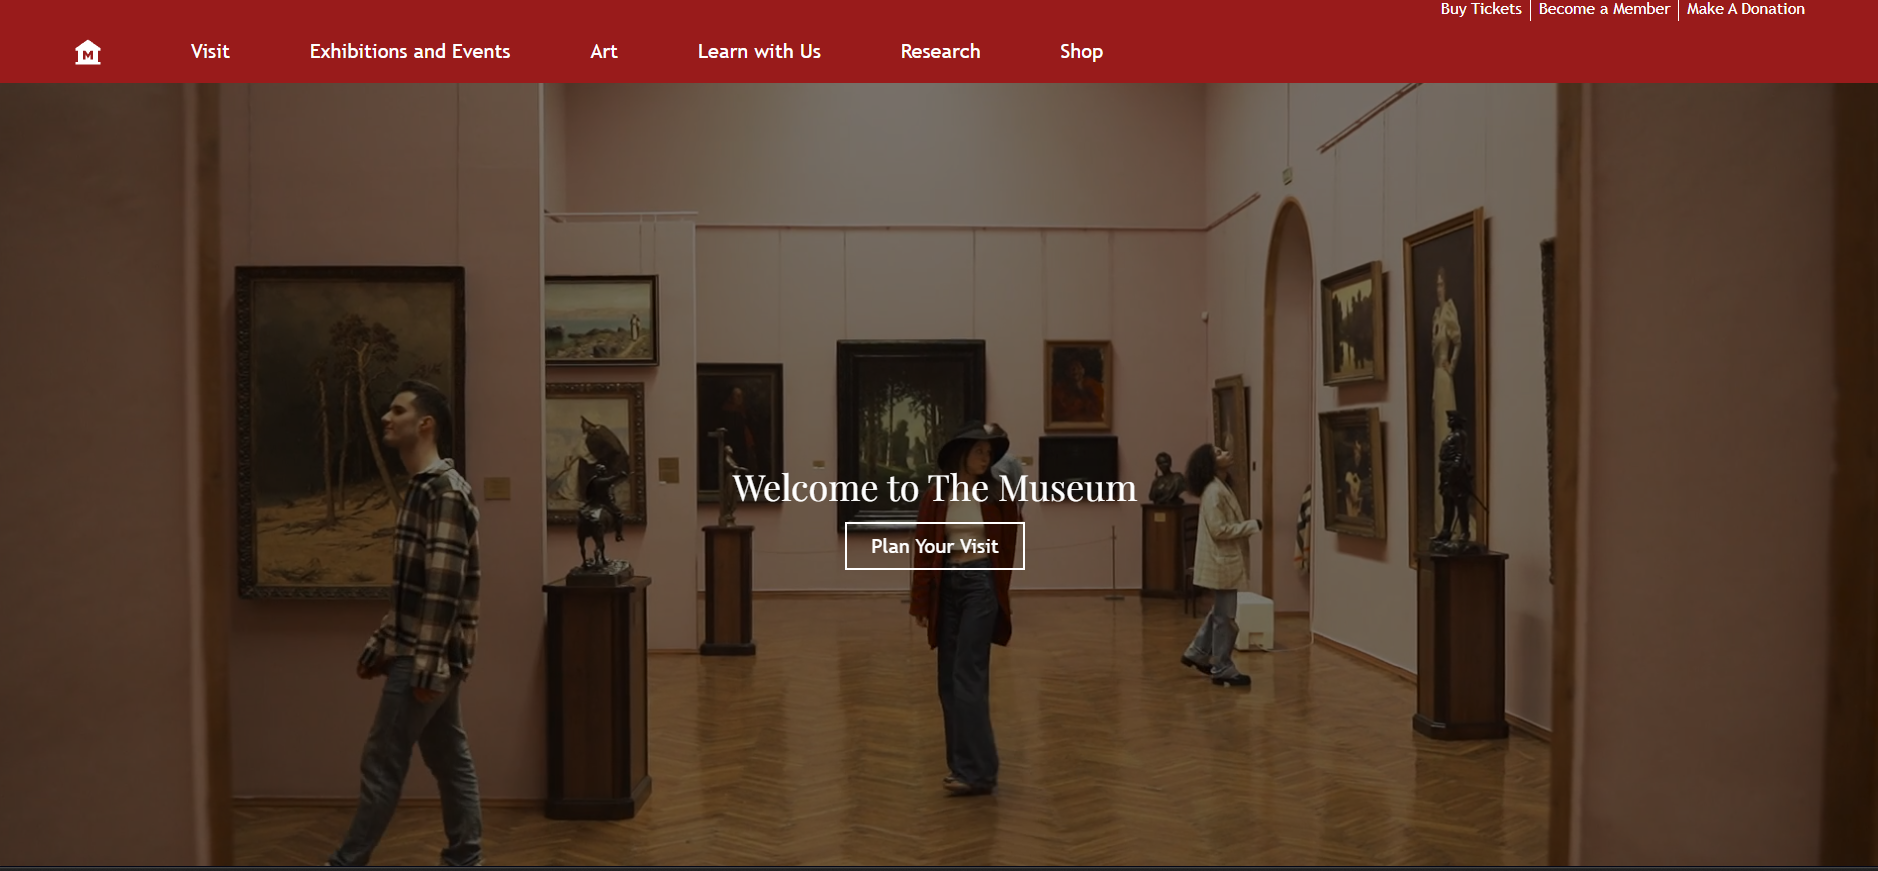 Buy Tickets Become a Member Make A Donation
M Visit Exhibitions and Events Art Learn with Us Research Shop
Welcome to The Museum
Plan Your Visit